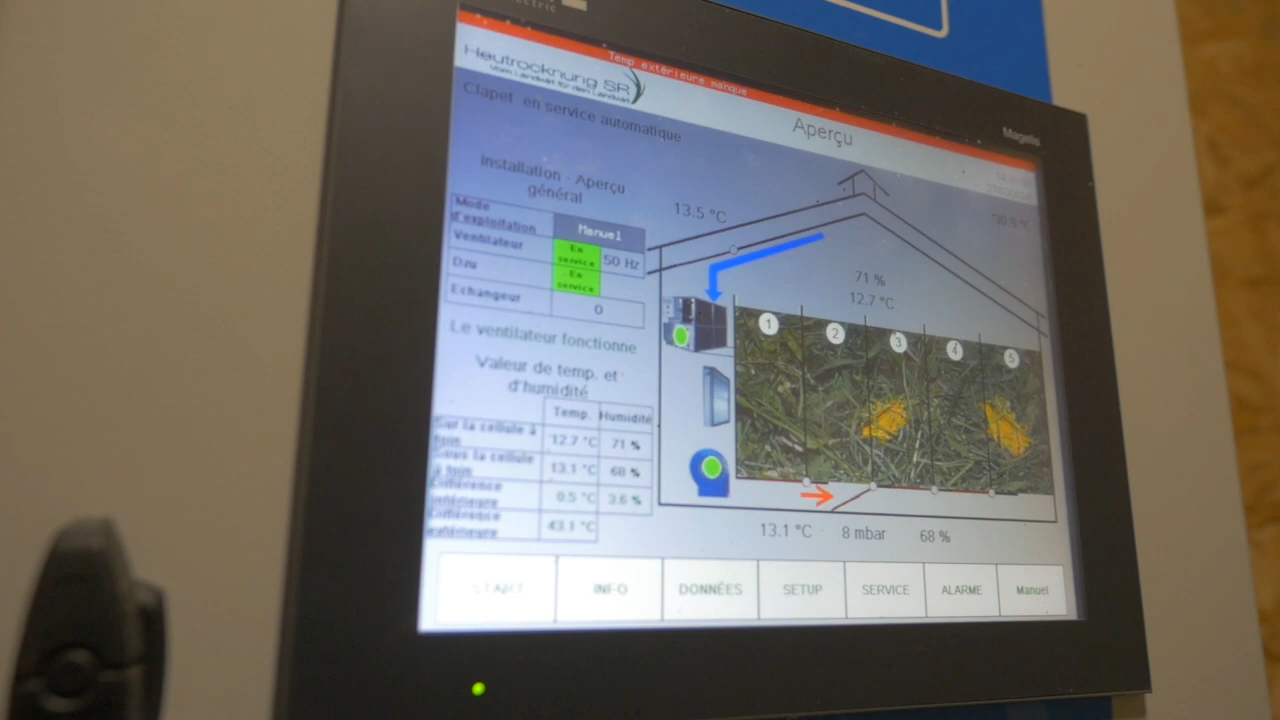 Temp extérieure manque
Heutrocknung SR
Vom Landwirt für den Landwirt
Aperçu
Magelis
Clapet en service automatique
Installation - Aperçu
général
Mode
d'exploitation
Manuel
Ventilateur
En
service
50 Hz
En
service
Echangeur
0
Le ventilateur fonctionne
Valeur de temp. et
d'humidité
Temp.
Humidité
Sur la cellule à
foin
12.7 °C
71 %
Sous la cellule
à foin
13.1 °C
68 %
Différence
intérieure
0.5 °C
3.6 %
Différence
extérieure
43.1 °C
13.5 °C
71 %
12.7 °C
1
2
3
4
5
13.1 °C
8 mbar
68 %
START
INFO
DONNÉES
SETUP
SERVICE
ALARME
Manuel